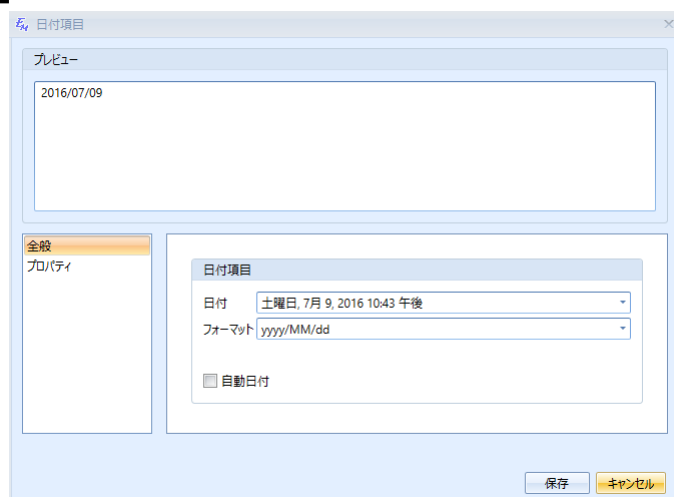 日付項目
プレビュー
2016/07/09
全般
プロパティ
日付項目
日付 土曜日, 7月 9, 2016 10:43 午後
フォーマット yyyy/MM/dd
自動日付
保存 キャンセル